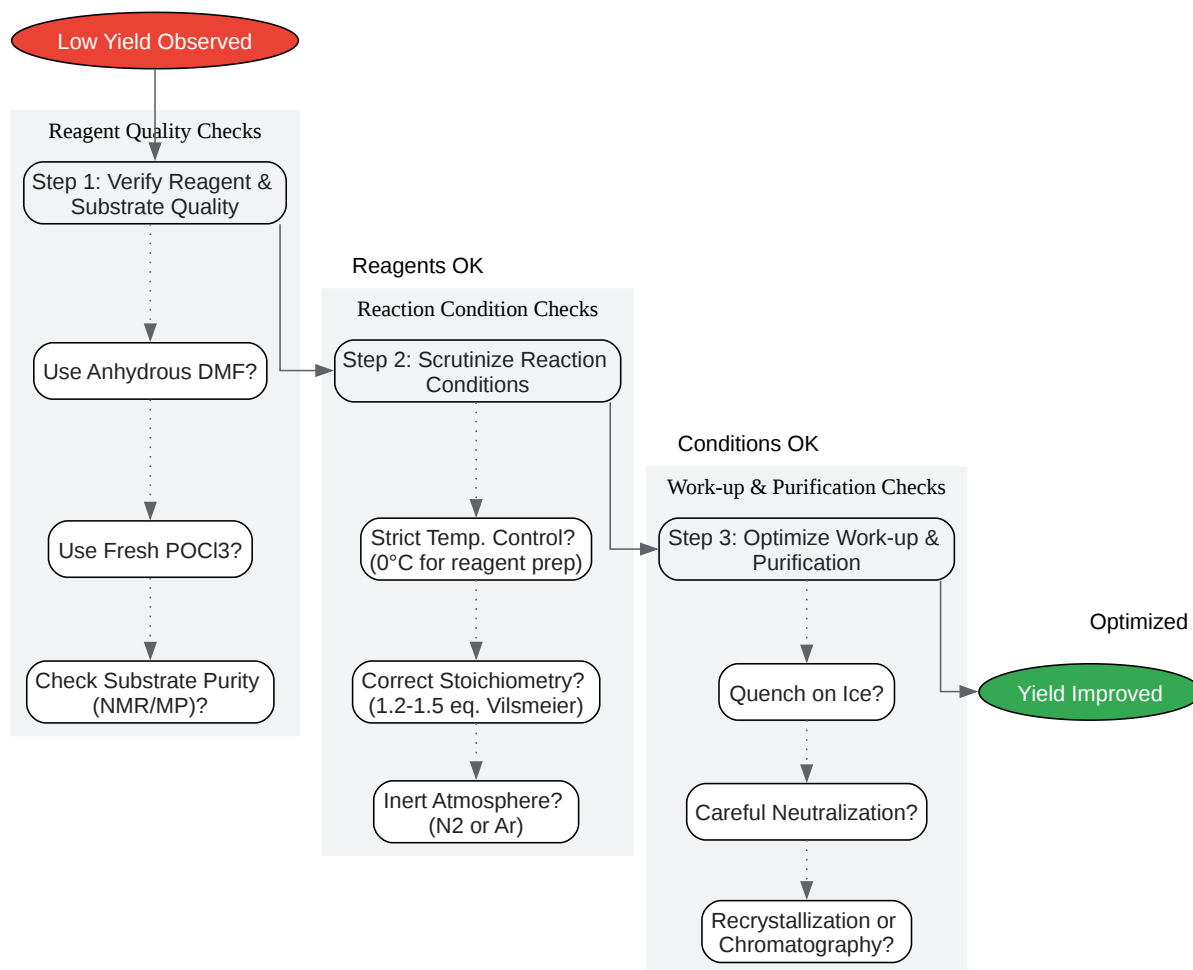 Low Yield Observed
Reagent Quality Checks
Step 1: Verify Reagent &
Substrate Quality
Use Anhydrous DMF?
Use Fresh POCl3?
Check Substrate Purity
(NMR/MP)?
Reagents OK
Reaction Condition Checks
Step 2: Scrutinize Reaction
Conditions
Strict Temp. Control?
(0°C for reagent prep)
Correct Stoichiometry?
(1.2-1.5 eq. Vilsmeier)
Inert Atmosphere?
(N2 or Ar)
Conditions OK
Work-up & Purification Checks
Step 3: Optimize Work-up &
Purification
Quench on Ice?
Careful Neutralization?
Recrystallization or
Chromatography?
Optimized
Yield Improved